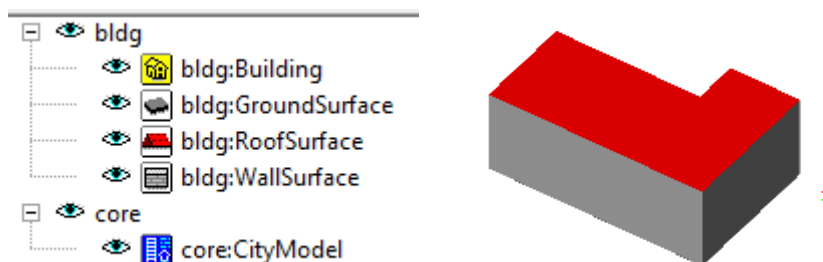 bldg
bldg:Building
bldg:GroundSurface
bldg:RoofSurface
bldg:WallSurface
core
core:CityModel